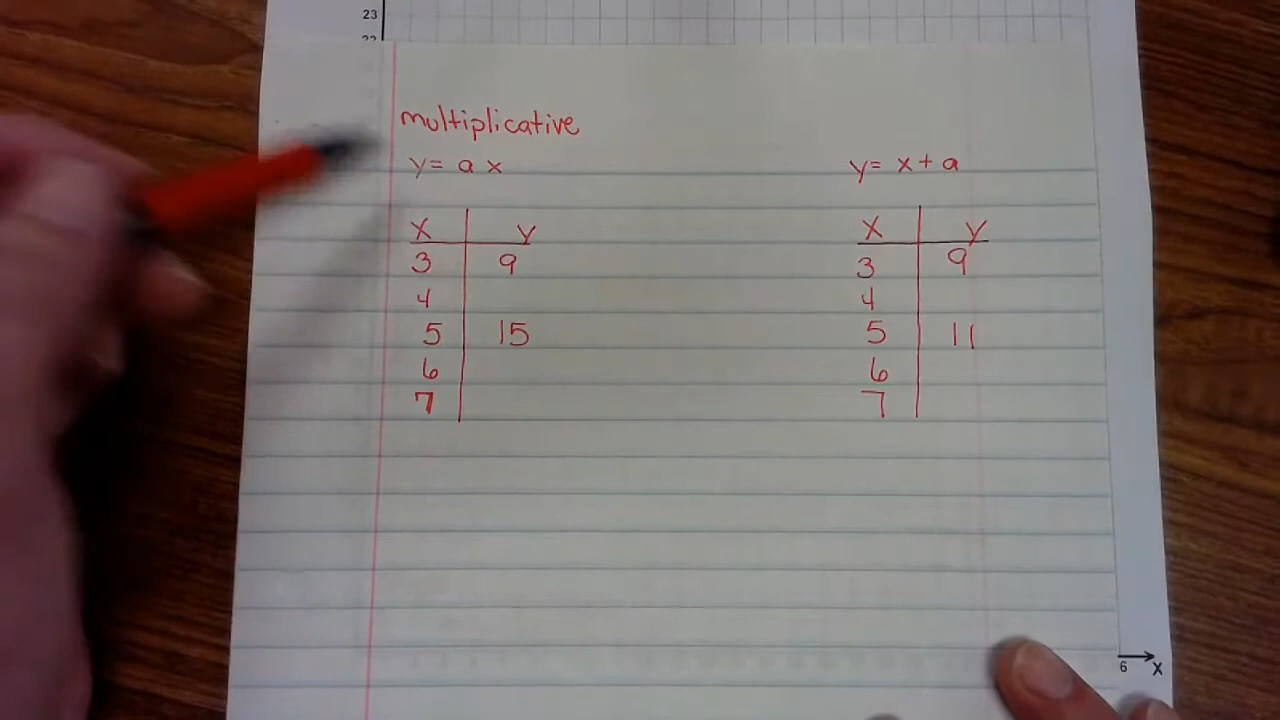 23
multiplicative
y = a x
y = x + a
X y
3 9
4
5 15
6
7
X y
3 9
4
5 11
6
7
6 X